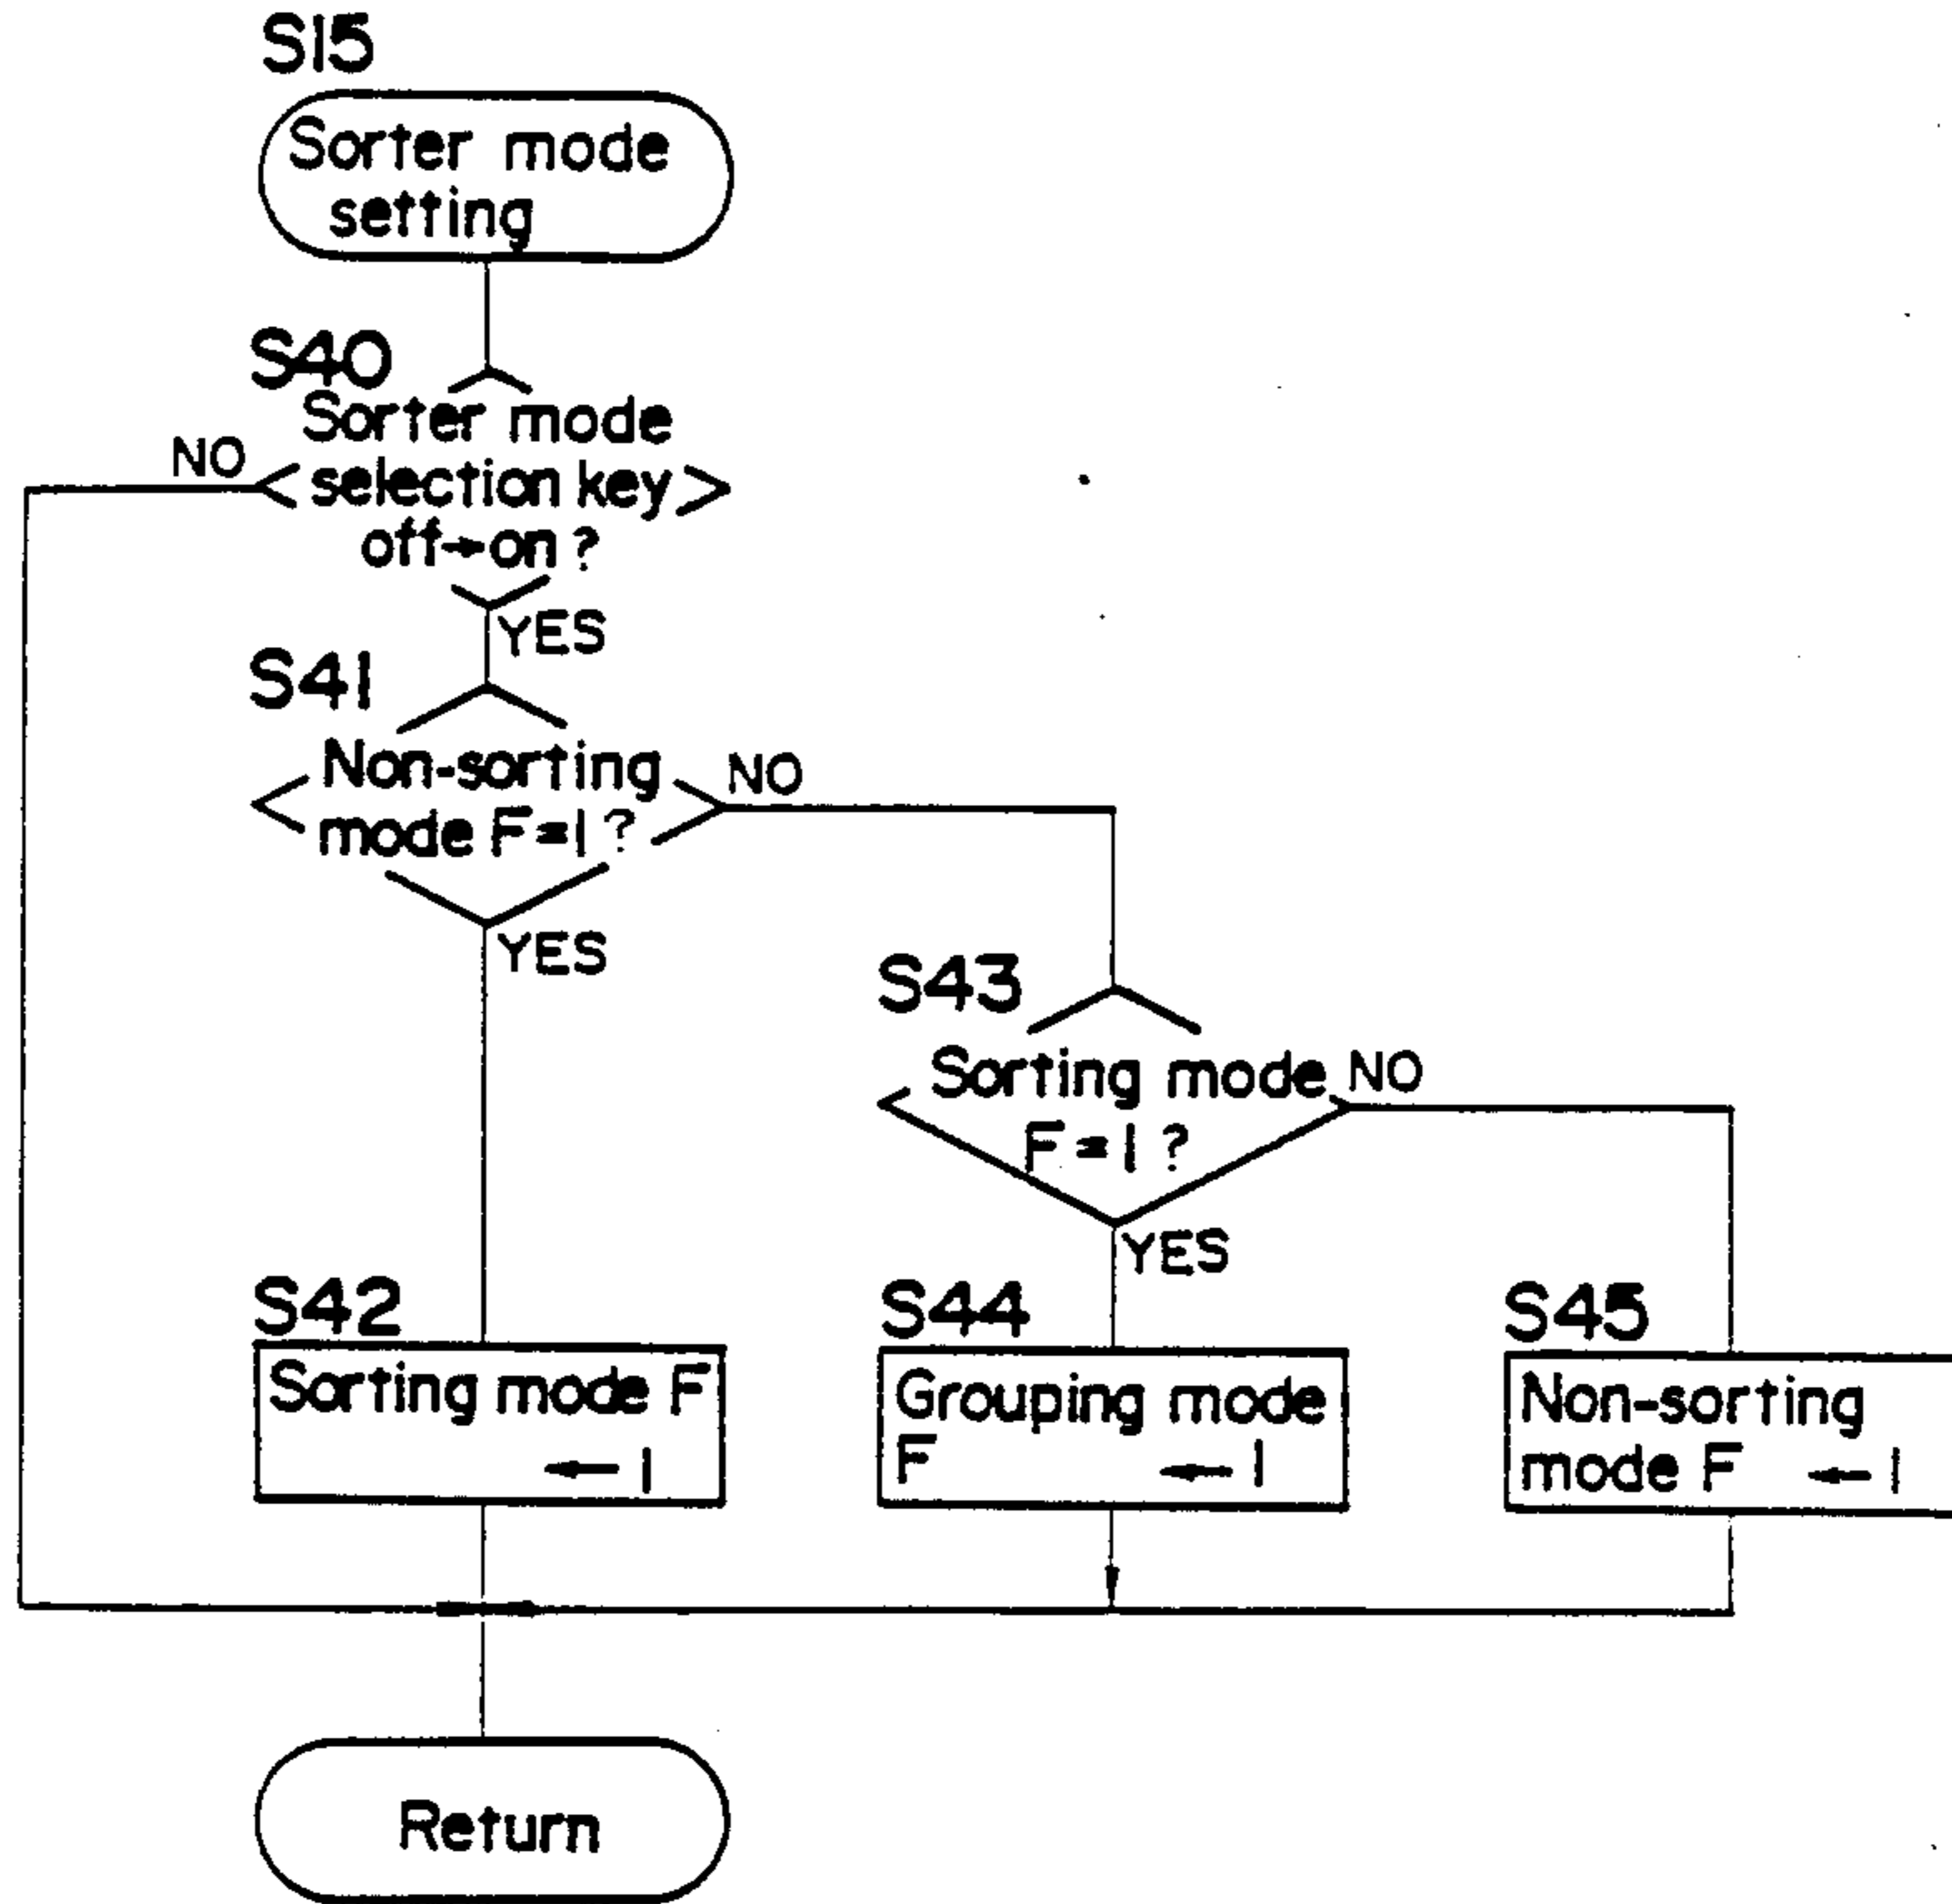 S15
Sorter mode
setting
S40
Sorter mode
NO
selection key
off→on ?
YES
S41
Non-sorting
NO
mode F=1 ?
YES
S43
Sorting mode
NO
F=1 ?
YES
S42
S44
S45
Sorting mode F
←1
Grouping mode
F ←1
Non-sorting
mode F ←1
Return